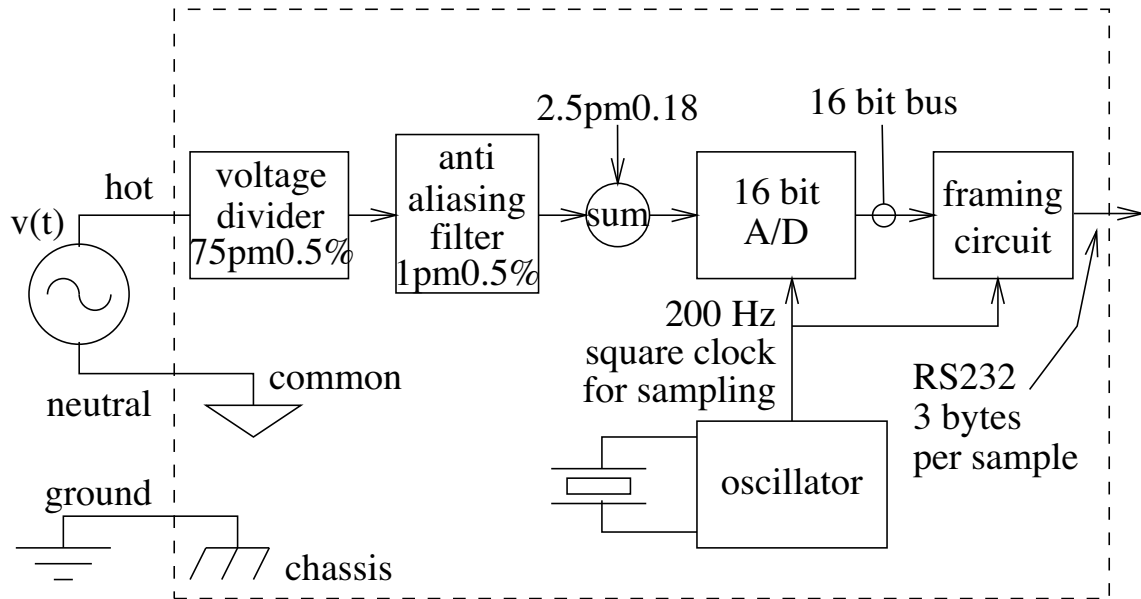 2.5pm0.18
16 bit bus
hot
v(t)
voltage
divider
75pm0.5%
anti
aliasing
filter
1pm0.5%
sum
16 bit
A/D
framing
circuit
200 Hz
square clock
for sampling
common
neutral
RS232
3 bytes
per sample
oscillator
ground
chassis